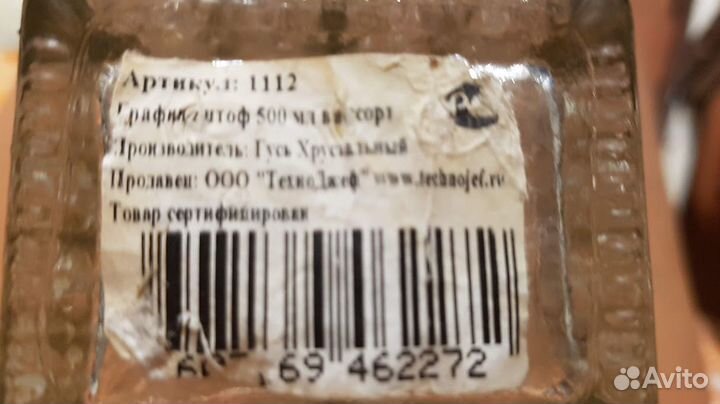 Артикул: 1112
Графин штоф 500 мл ассорт
Производитель: Гусь Хрустальный
Продавец: ООО "ТехноДжеф" www.technojef.ru
Товар сертифицирован
69 462272
Avito